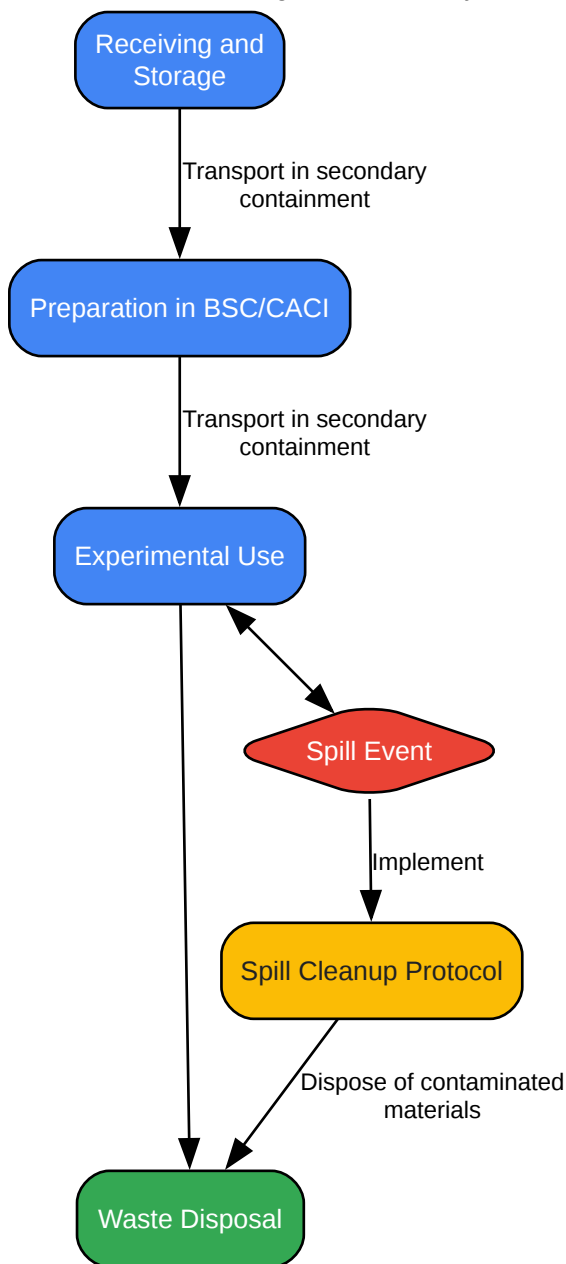 Receiving and
Storage
Transport in secondary
containment
Preparation in BSC/CACI
Transport in secondary
containment
Experimental Use
Spill Event
Implement
Spill Cleanup Protocol
Dispose of contaminated
materials
Waste Disposal